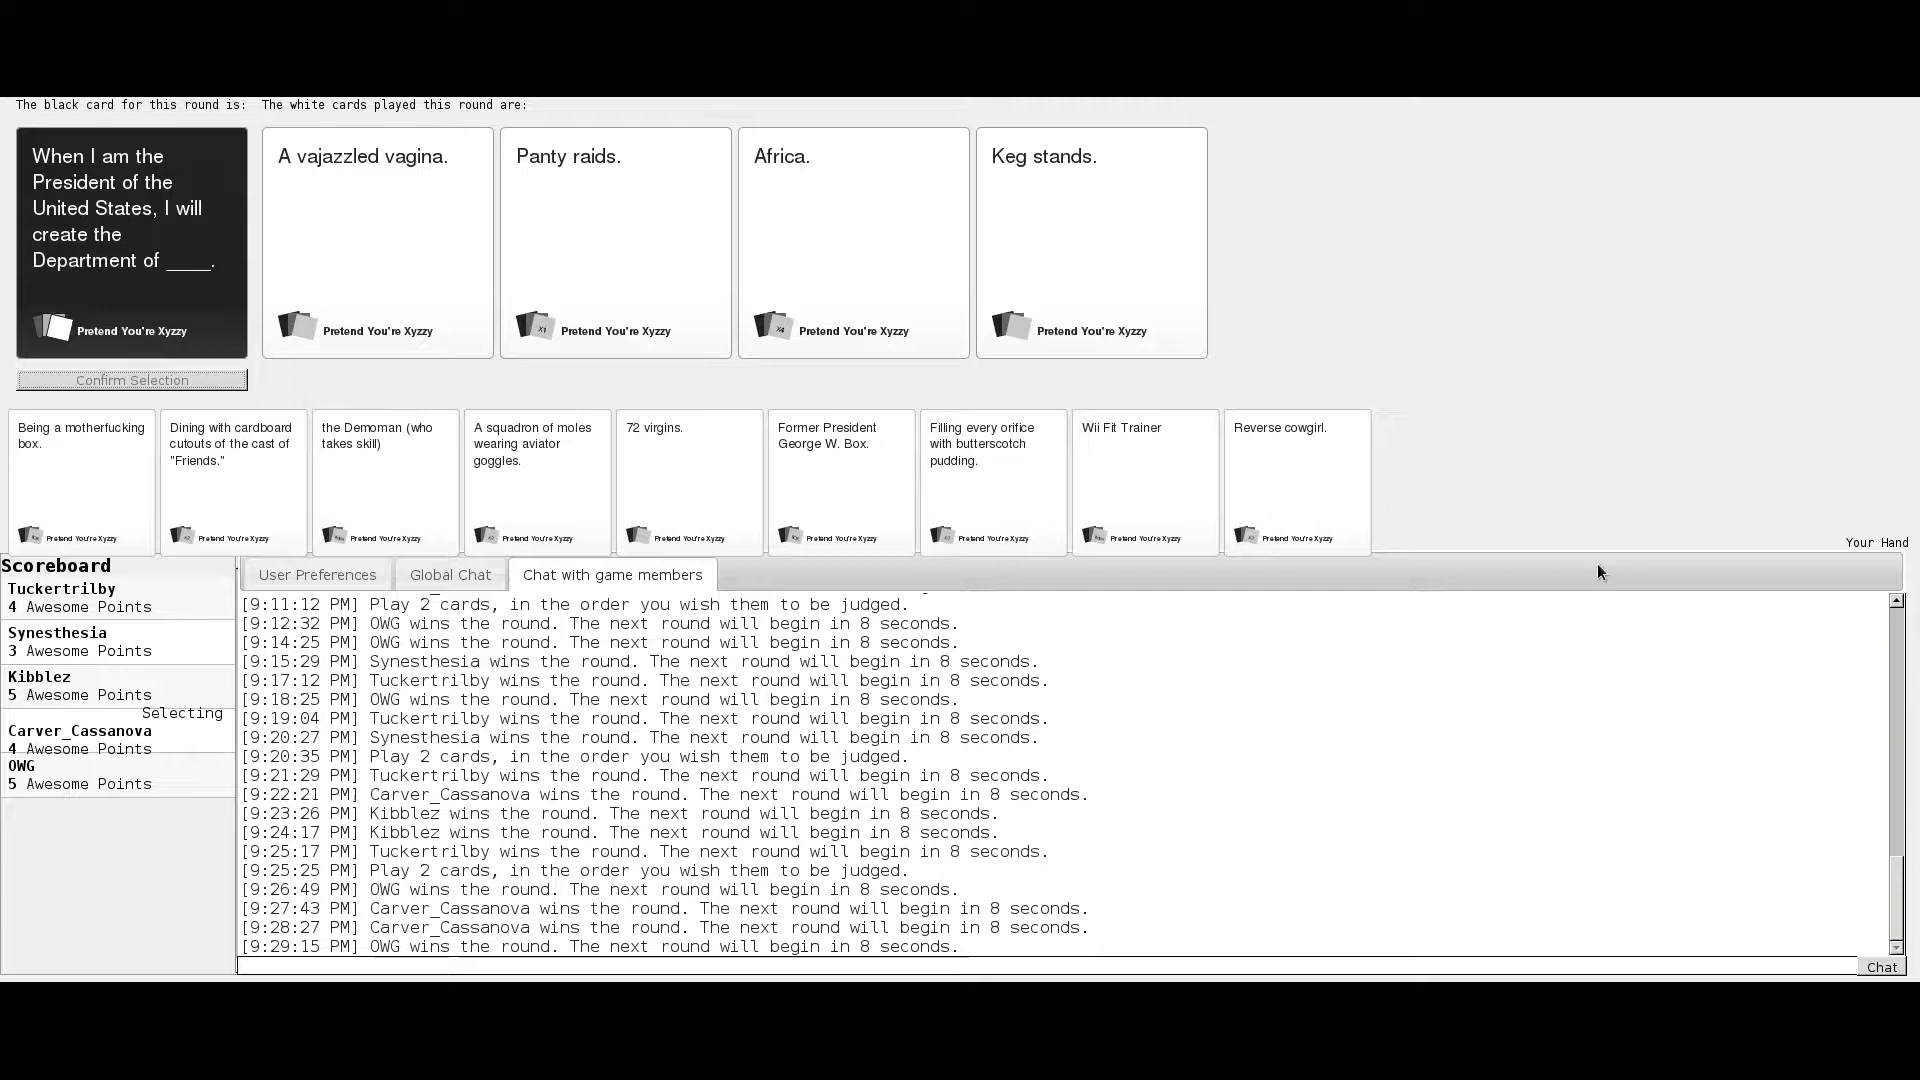 The black card for this round is: The white cards played this round are:
When I am the
President of the
United States, I will
create the
Department of ____.
Pretend You're Xyzzy
A vajazzled vagina.
Pretend You're Xyzzy
Panty raids.
X1 Pretend You're Xyzzy
Africa.
X4 Pretend You're Xyzzy
Keg stands.
Pretend You're Xyzzy
Confirm Selection
Being a motherfucking
box.
Pretend You're Xyzzy
Dining with cardboard
cutouts of the cast of
"Friends."
Pretend You're Xyzzy
the Demoman (who
takes skill)
Pretend You're Xyzzy
A squadron of moles
wearing aviator
goggles.
Pretend You're Xyzzy
72 virgins.
Pretend You're Xyzzy
Former President
George W. Box.
Pretend You're Xyzzy
Filling every orifice
with butterscotch
pudding.
Pretend You're Xyzzy
Wii Fit Trainer
Pretend You're Xyzzy
Reverse cowgirl.
Pretend You're Xyzzy
Your Hand
Scoreboard
Tuckertrilby
4 Awesome Points
Synesthesia
3 Awesome Points
Kibblez
5 Awesome Points
Selecting
Carver_Cassanova
4 Awesome Points
OWG
5 Awesome Points
User Preferences
Global Chat
Chat with game members
[9:11:12 PM] Play 2 cards, in the order you wish them to be judged.
[9:12:32 PM] OWG wins the round. The next round will begin in 8 seconds.
[9:14:25 PM] OWG wins the round. The next round will begin in 8 seconds.
[9:15:29 PM] Synesthesia wins the round. The next round will begin in 8 seconds.
[9:17:12 PM] Tuckertrilby wins the round. The next round will begin in 8 seconds.
[9:18:25 PM] OWG wins the round. The next round will begin in 8 seconds.
[9:19:04 PM] Tuckertrilby wins the round. The next round will begin in 8 seconds.
[9:20:27 PM] Synesthesia wins the round. The next round will begin in 8 seconds.
[9:20:35 PM] Play 2 cards, in the order you wish them to be judged.
[9:21:29 PM] Tuckertrilby wins the round. The next round will begin in 8 seconds.
[9:22:21 PM] Carver_Cassanova wins the round. The next round will begin in 8 seconds.
[9:23:26 PM] Kibblez wins the round. The next round will begin in 8 seconds.
[9:24:17 PM] Kibblez wins the round. The next round will begin in 8 seconds.
[9:25:17 PM] Tuckertrilby wins the round. The next round will begin in 8 seconds.
[9:25:25 PM] Play 2 cards, in the order you wish them to be judged.
[9:26:49 PM] OWG wins the round. The next round will begin in 8 seconds.
[9:27:43 PM] Carver_Cassanova wins the round. The next round will begin in 8 seconds.
[9:28:27 PM] Carver_Cassanova wins the round. The next round will begin in 8 seconds.
[9:29:15 PM] OWG wins the round. The next round will begin in 8 seconds.
Chat